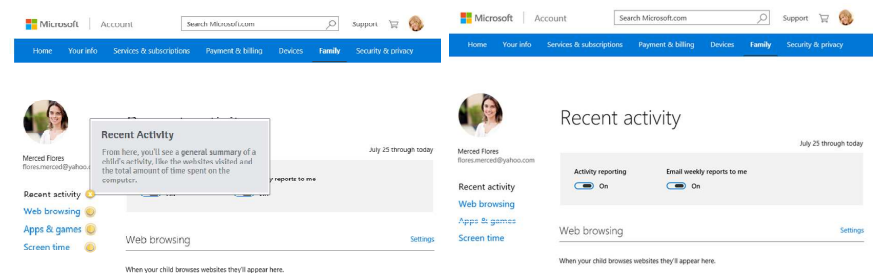 Microsoft Account Search Microsoft.com Support
Home Your info Services & subscriptions Payment & billing Devices Family Security & privacy
Recent Activity
From here, you'll see a general summary of a
child's activity, like the websites visited and
the total amount of time spent on the
computer.
July 25 through today
Merced Flores
flores.merced@yahoo.c
y reports to me
Recent activity
Web browsing
Apps & games
Screen time
Web browsing Settings
When your child browses websites they'll appear here.
Microsoft Account Search Microsoft.com Support
Home Your info Services & subscriptions Payment & billing Devices Family Security & privacy
Recent activity
July 25 through today
Merced Flores
flores.merced@yahoo.com
Activity reporting Email weekly reports to me
On On
Recent activity
Web browsing
Apps & games
Screen time
Web browsing Settings
When your child browses websites they'll appear here.